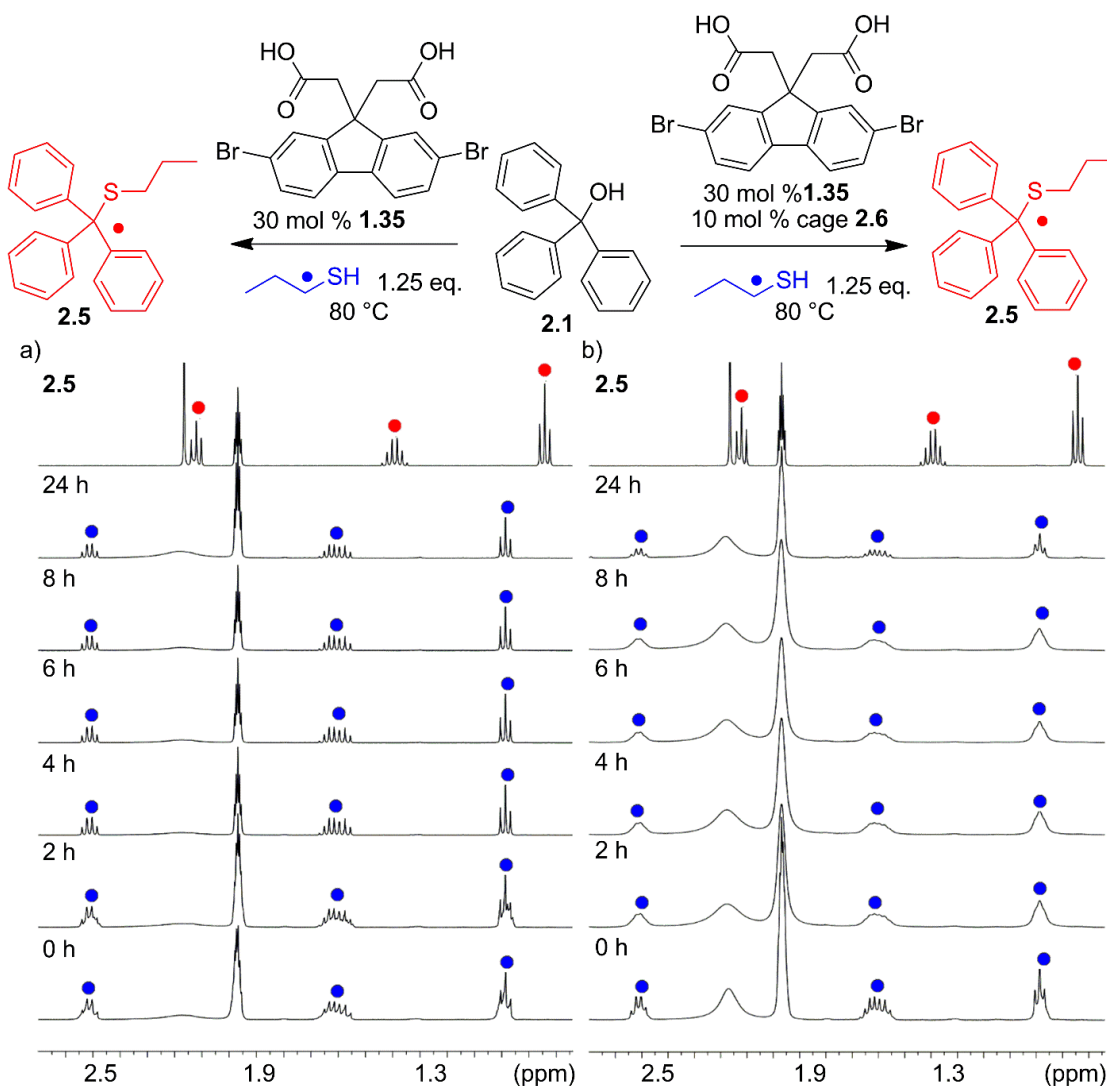 HO OH
O O
Br Br
S
30 mol % 1.35
SH 1.25 eq.
80 °C
2.5
OH
2.1
HO OH
O O
Br Br
30 mol %1.35
10 mol % cage 2.6
SH 1.25 eq.
80 °C
S
2.5
a)
2.5
24 h
8 h
6 h
4 h
2 h
0 h
2.5 1.9 1.3 (ppm)
b)
2.5
24 h
8 h
6 h
4 h
2 h
0 h
2.5 1.9 1.3 (ppm)